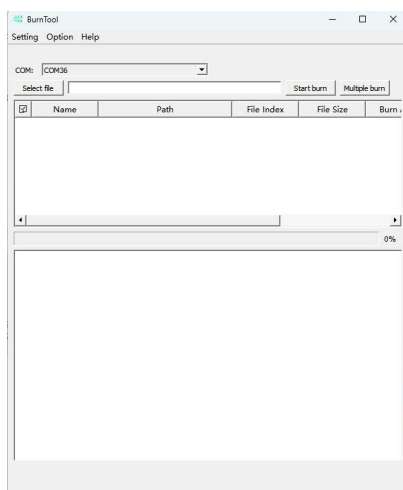 BurnTool
Setting Option Help
COM: COM36
Select file Start burn Multiple burn
Name Path File Index File Size Burn
0%